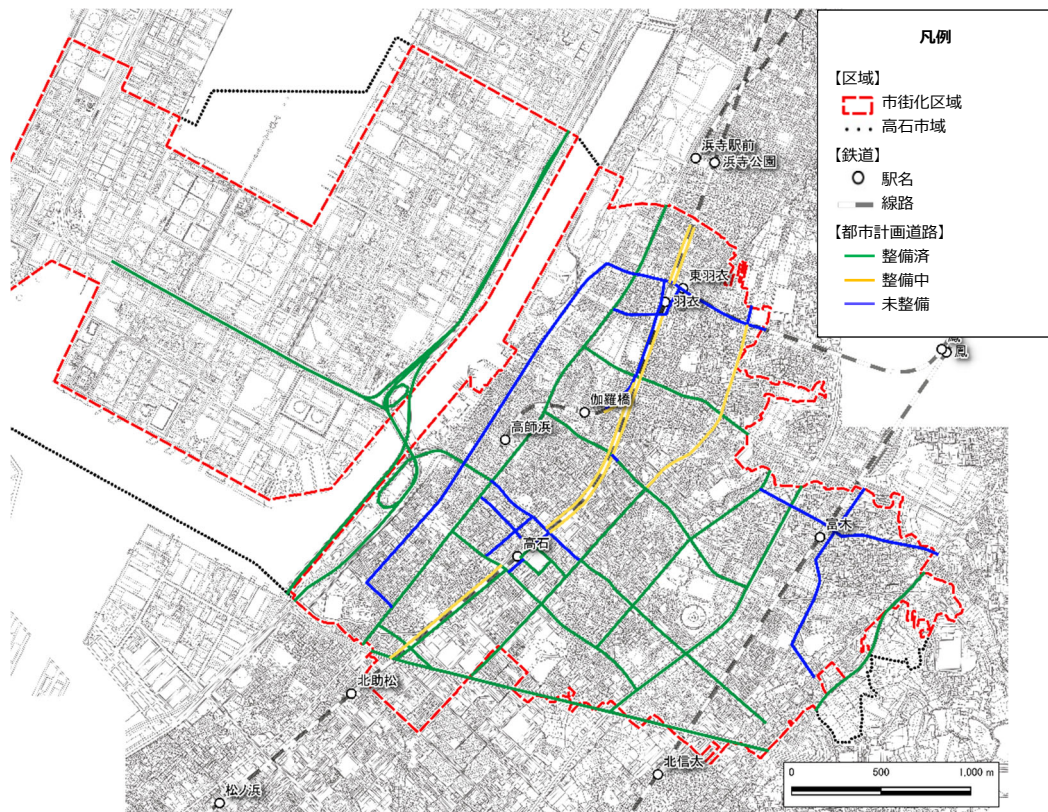 凡例
【区域】
市街化区域
高石市域
【鉄道】
駅名
線路
【都市計画道路】
整備済
整備中
未整備
浜寺駅前
浜寺公園
東羽衣
羽衣
鳳
伽羅橋
高師浜
富木
高石
北助松
北信太
松ノ浜
0 500 1,000 m